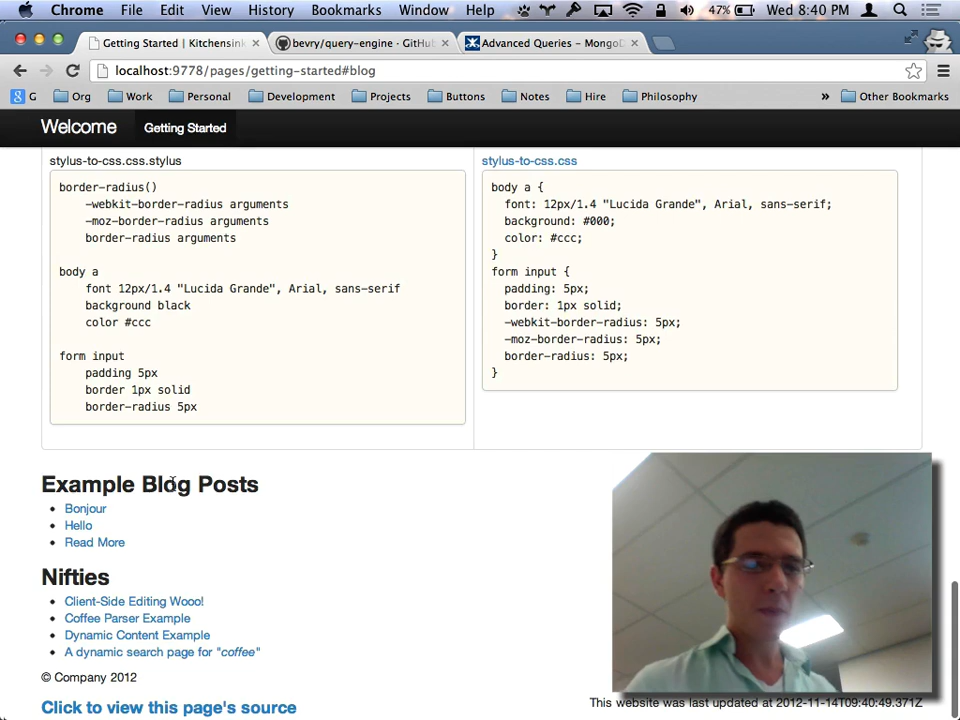 Chrome File Edit View History Bookmarks Window Help 47% Wed 8:40 PM
Getting Started | Kitchensin
bevry/query-engine · GitHub
Advanced Queries – MongoD
localhost:9778/pages/getting-started#blog
G Org Work Personal Development Projects Buttons Notes Hire Philosophy » Other Bookmarks
Welcome Getting Started
stylus-to-css.css.stylus
border-radius()
-webkit-border-radius arguments
-moz-border-radius arguments
border-radius arguments
body a
font 12px/1.4 "Lucida Grande", Arial, sans-serif
background black
color #ccc
form input
padding 5px
border 1px solid
border-radius 5px
stylus-to-css.css
body a {
font: 12px/1.4 "Lucida Grande", Arial, sans-serif;
background: #000;
color: #ccc;
}
form input {
padding: 5px;
border: 1px solid;
-webkit-border-radius: 5px;
-moz-border-radius: 5px;
border-radius: 5px;
}
Example Blog Posts
Bonjour
Hello
Read More
Nifties
Client-Side Editing Wooo!
Coffee Parser Example
Dynamic Content Example
A dynamic search page for "coffee"
© Company 2012
This website was last updated at 2012-11-14T09:40:49.371Z
Click to view this page's source